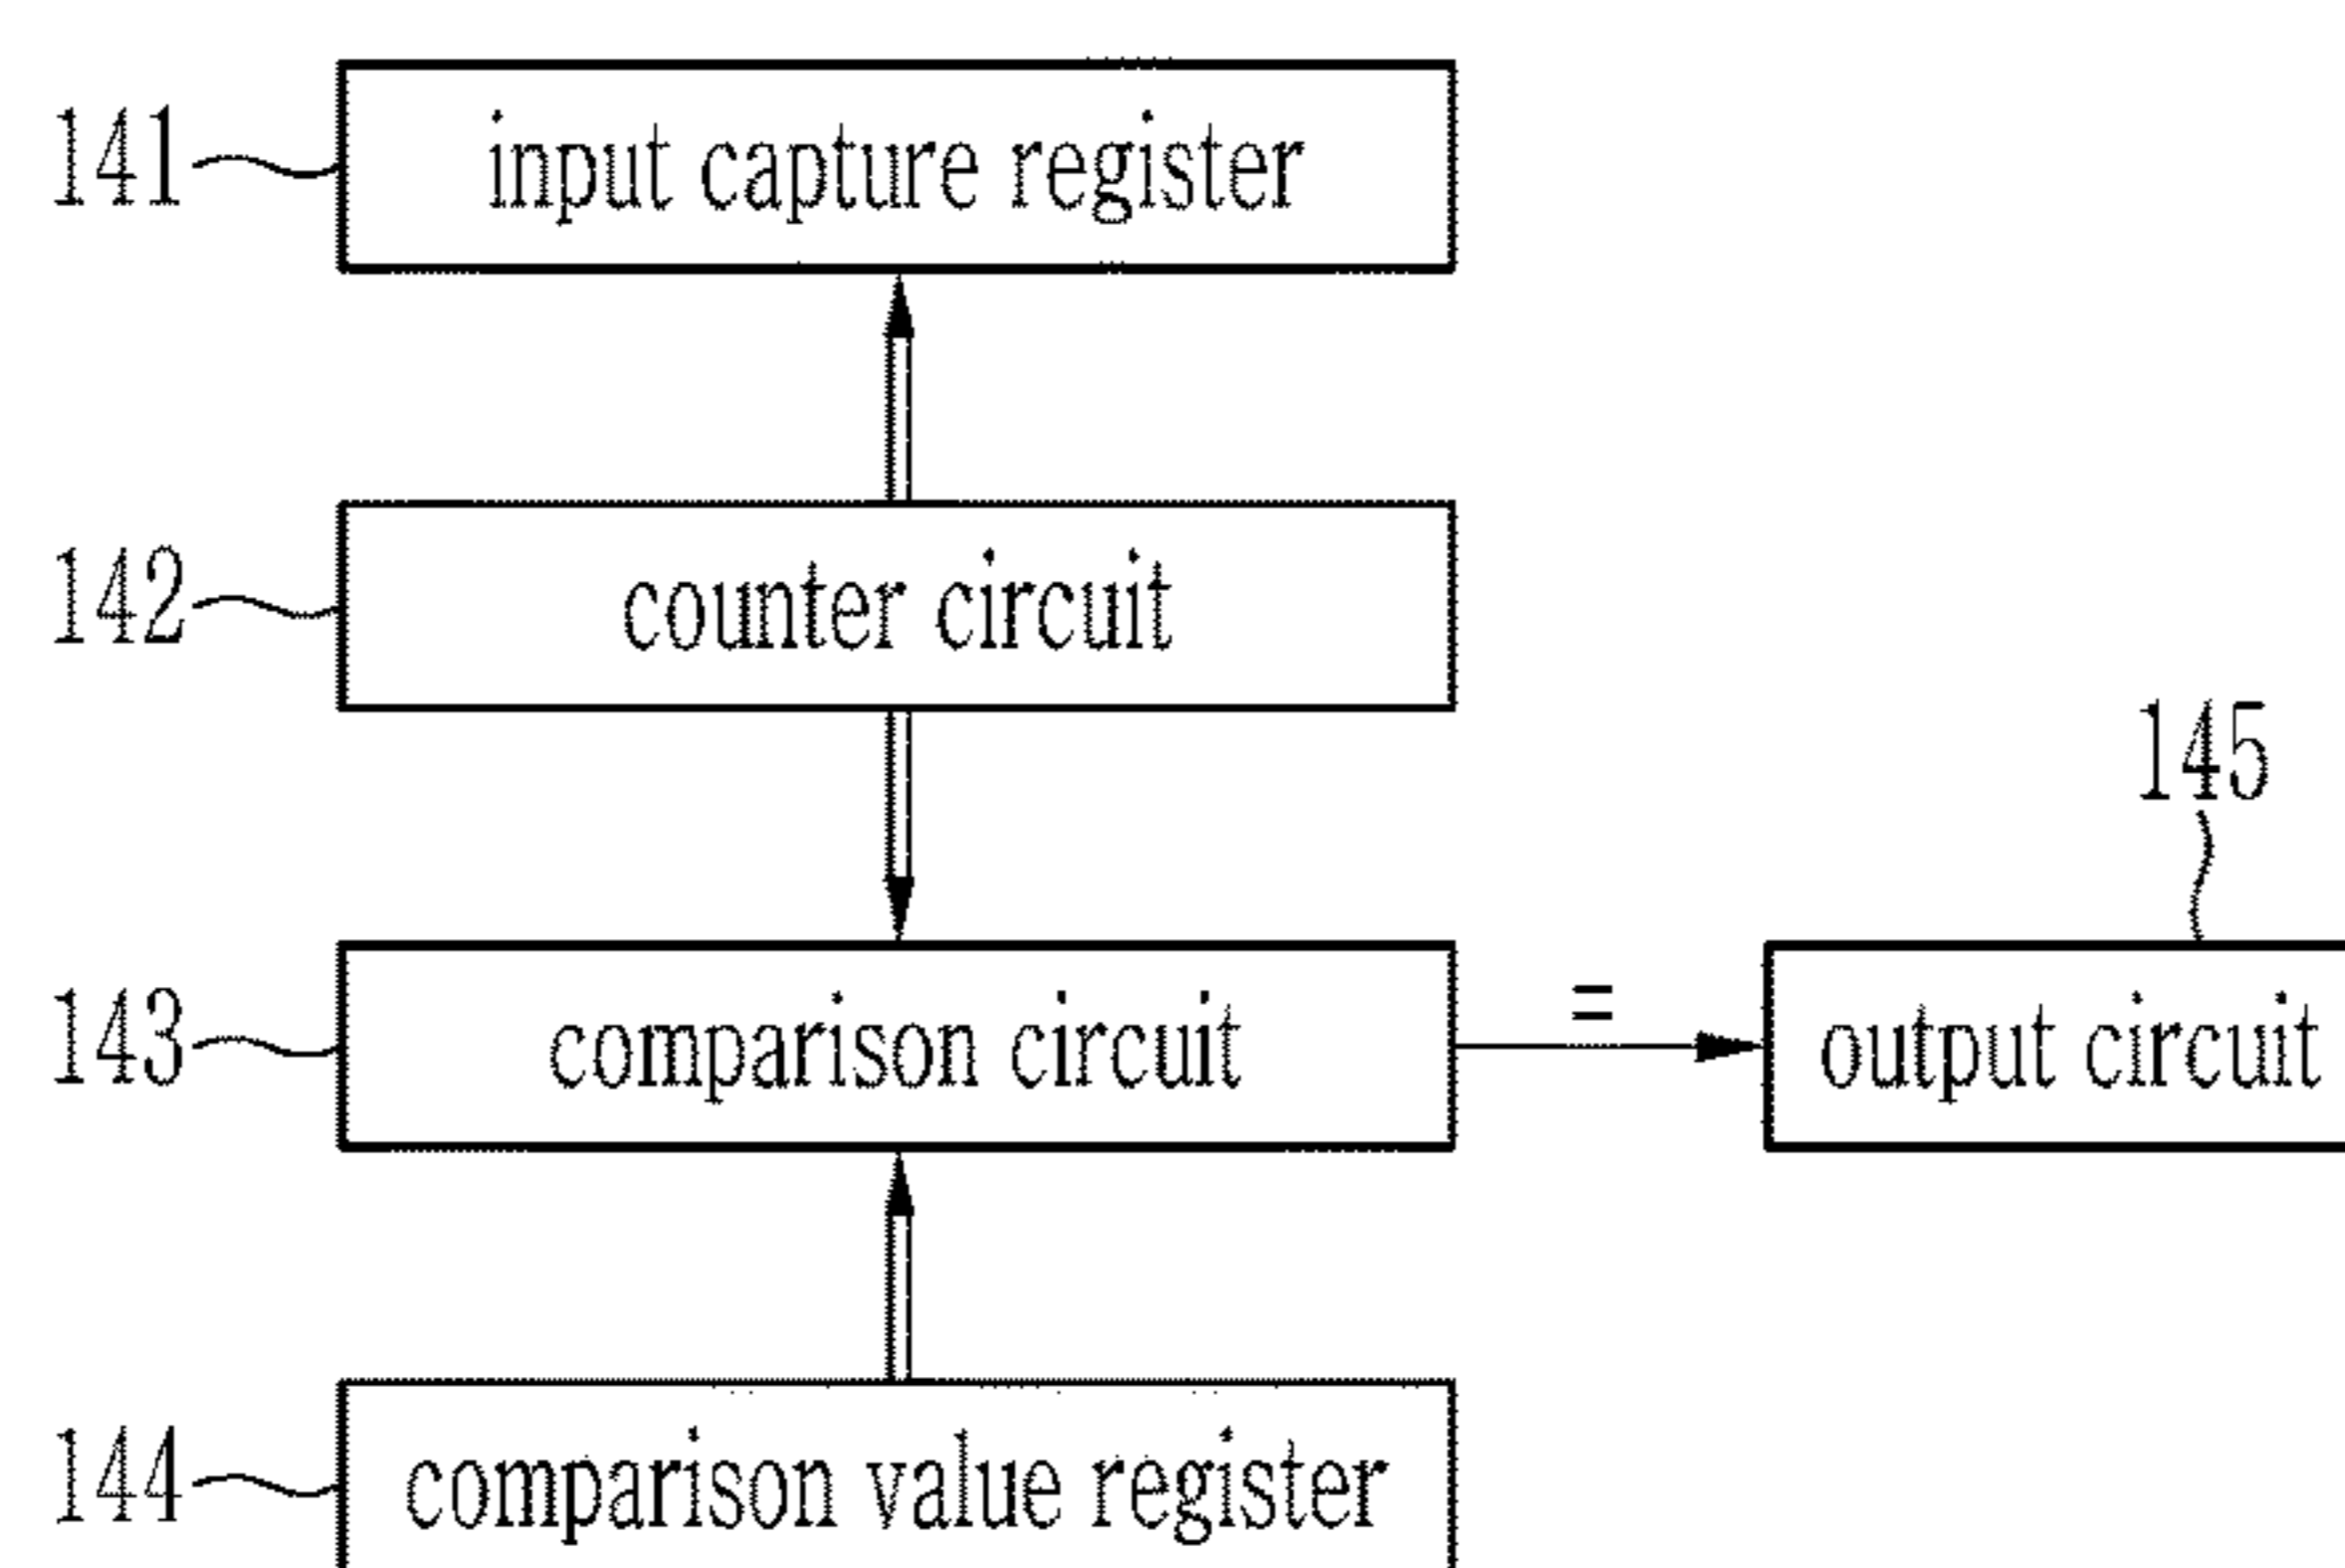 141
input capture register
142
counter circuit
145
143
comparison circuit
=
output circuit
144
comparison value register